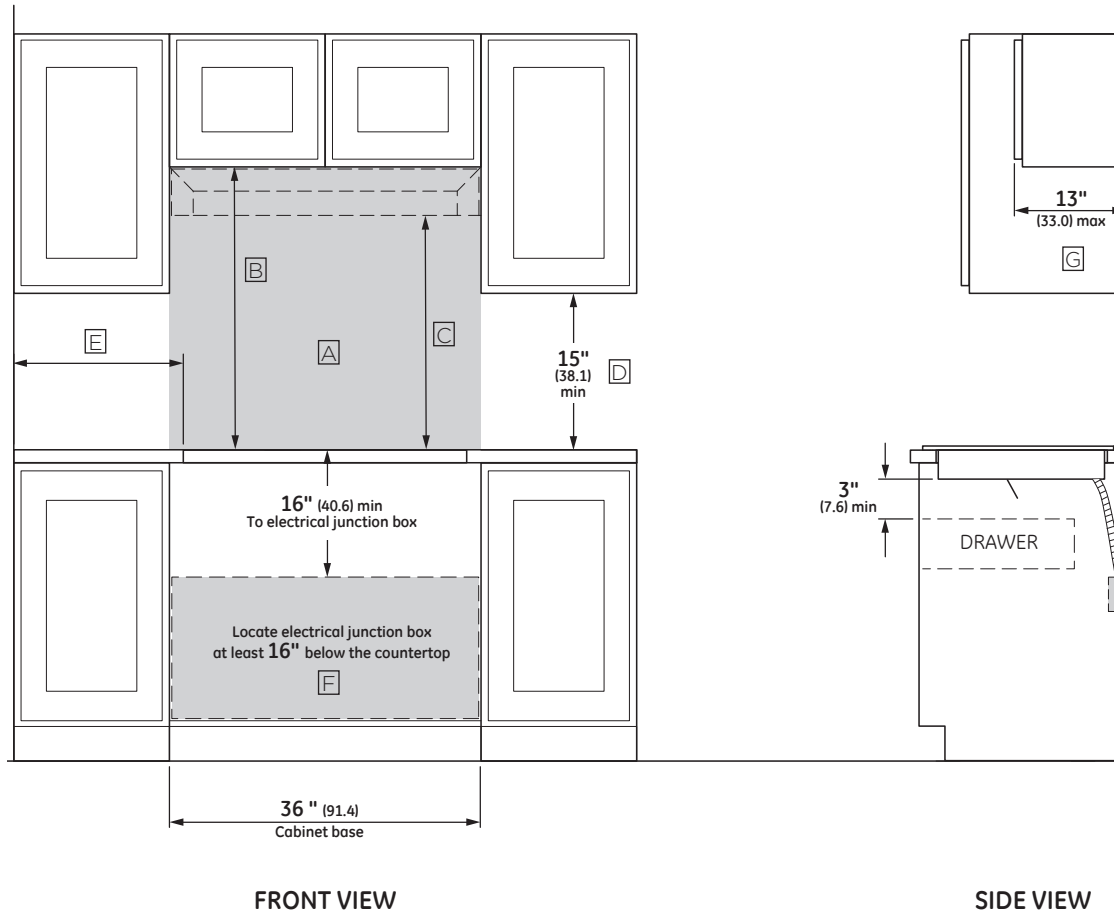 13"
(33.0) max
G
B
E
A
C
15"
(38.1)
min
D
16" (40.6) min
To electrical junction box
3"
(7.6) min
DRAWER
Locate electrical junction box
at least 16" below the countertop
F
36 " (91.4)
Cabinet base
FRONT VIEW
SIDE VIEW